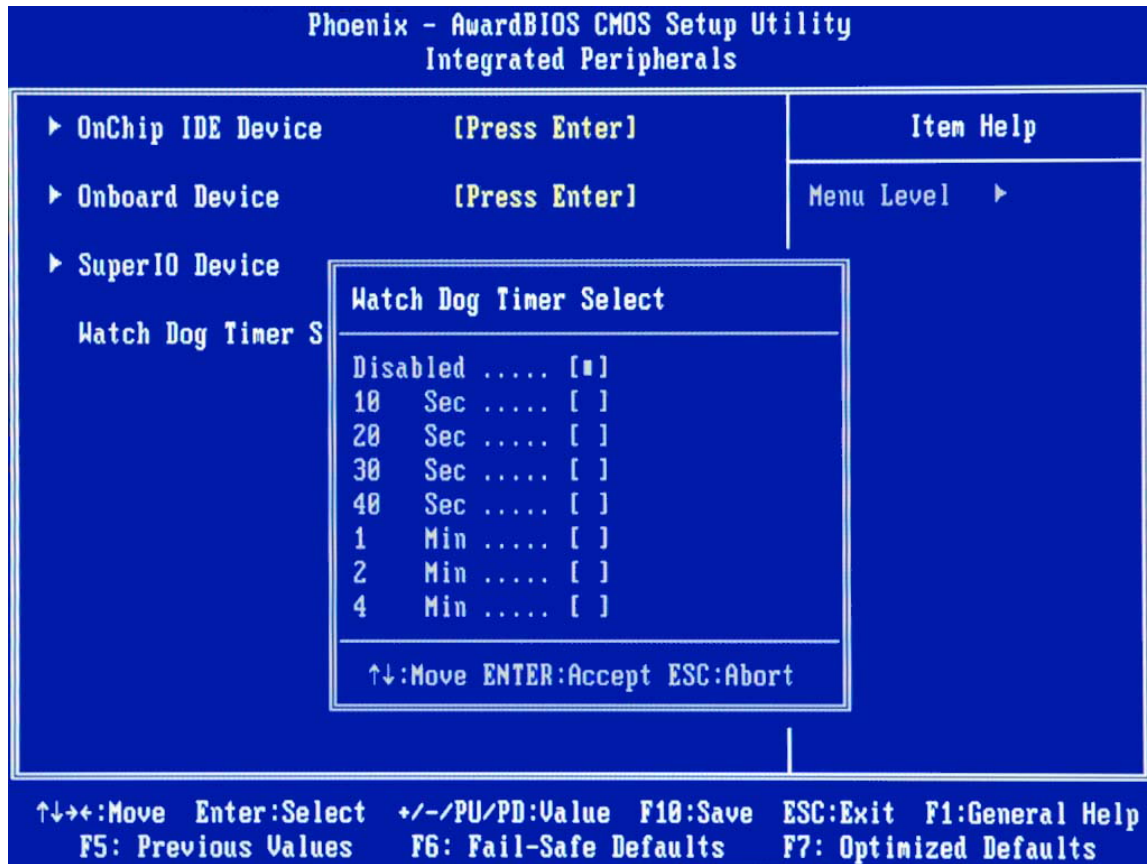 Phoenix - AwardBIOS CMOS Setup Utility
Integrated Peripherals
▶ OnChip IDE Device [Press Enter]
▶ Onboard Device [Press Enter]
▶ SuperIO Device
Watch Dog Timer S
Item Help
Menu Level ▶
Watch Dog Timer Select
Disabled ..... [■]
10 Sec ..... [ ]
20 Sec ..... [ ]
30 Sec ..... [ ]
40 Sec ..... [ ]
1 Min ..... [ ]
2 Min ..... [ ]
4 Min ..... [ ]
↑↓:Move ENTER:Accept ESC:Abort
↑↓→←:Move Enter:Select +/-/PU/PD:Value F10:Save ESC:Exit F1:General Help
F5: Previous Values F6: Fail-Safe Defaults F7: Optimized Defaults